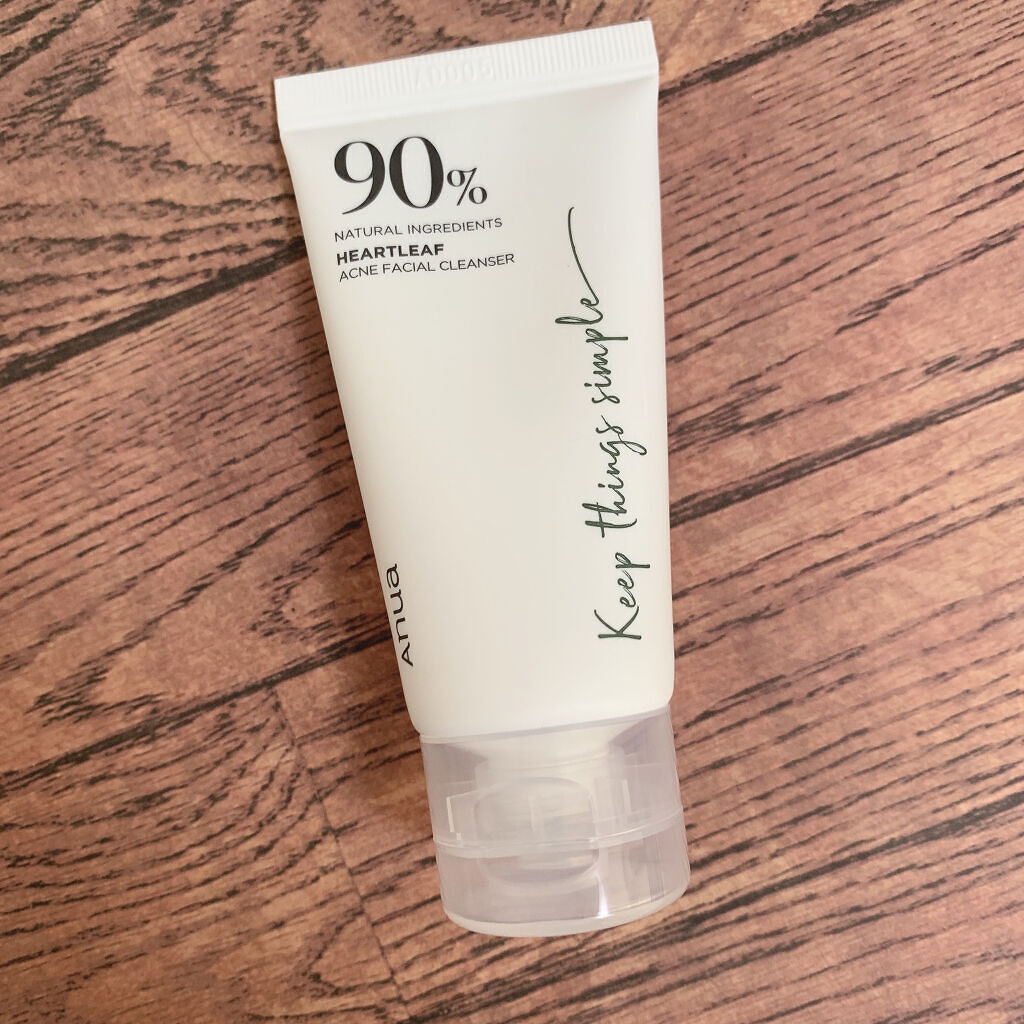 90%
NATURAL INGREDIENTS
HEARTLEAF
ACNE FACIAL CLEANSER
Keep things simple
Anua